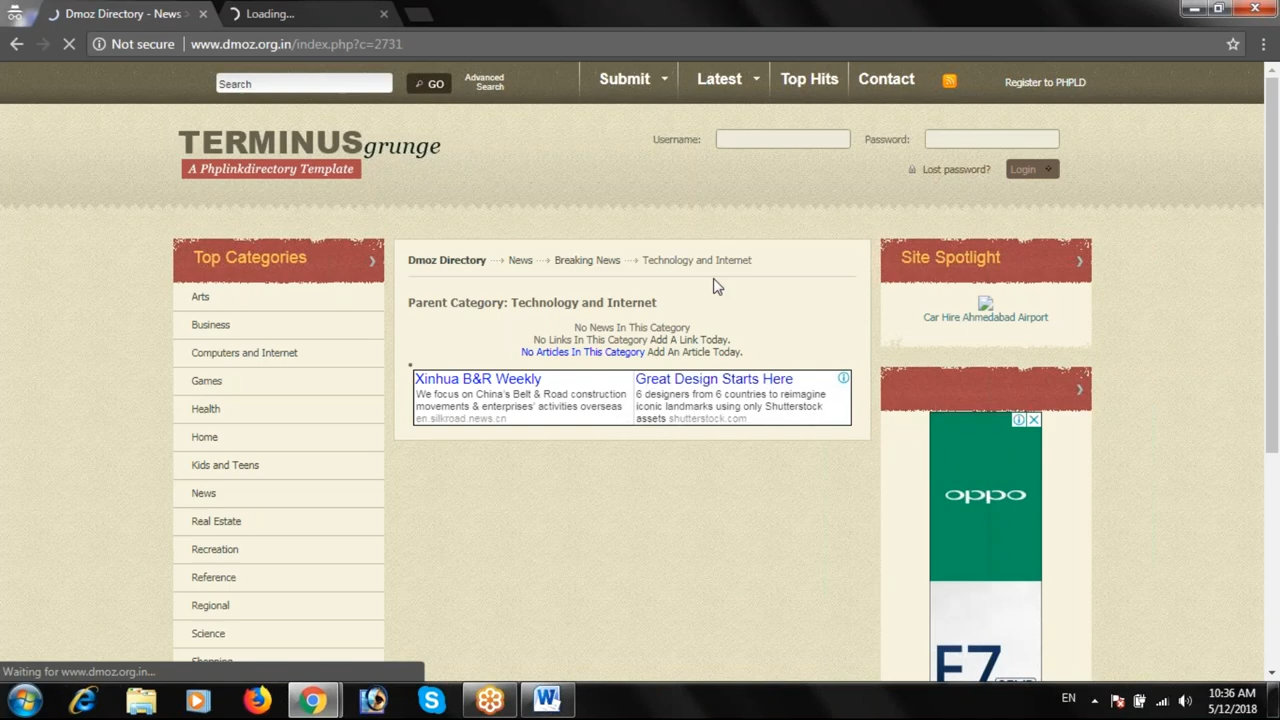 Dmoz Directory - News >
Loading...
Not secure
www.dmoz.org.in/index.php?c=2731
Search
GO
Advanced
Search
Submit
Latest
Top Hits
Contact
Register to PHPLD
TERMINUSgrunge
A Phplinkdirectory Template
Username:
Password:
Lost password?
Login
Top Categories
Arts
Business
Computers and Internet
Games
Health
Home
Kids and Teens
News
Real Estate
Recreation
Reference
Regional
Science
Shopping
Dmoz Directory
News
Breaking News
Technology and Internet
Parent Category: Technology and Internet
No News In This Category
No Links In This Category Add A Link Today.
No Articles In This Category Add An Article Today.
Xinhua B&R Weekly
We focus on China's Belt & Road construction
movements & enterprises' activities overseas
en.silkroad.news.cn
Great Design Starts Here
6 designers from 6 countries to reimagine
iconic landmarks using only Shutterstock
assets shutterstock.com
Site Spotlight
Car Hire Ahmedabad Airport
oppo
F7
Waiting for www.dmoz.org.in...
EN
10:36 AM
5/12/2018